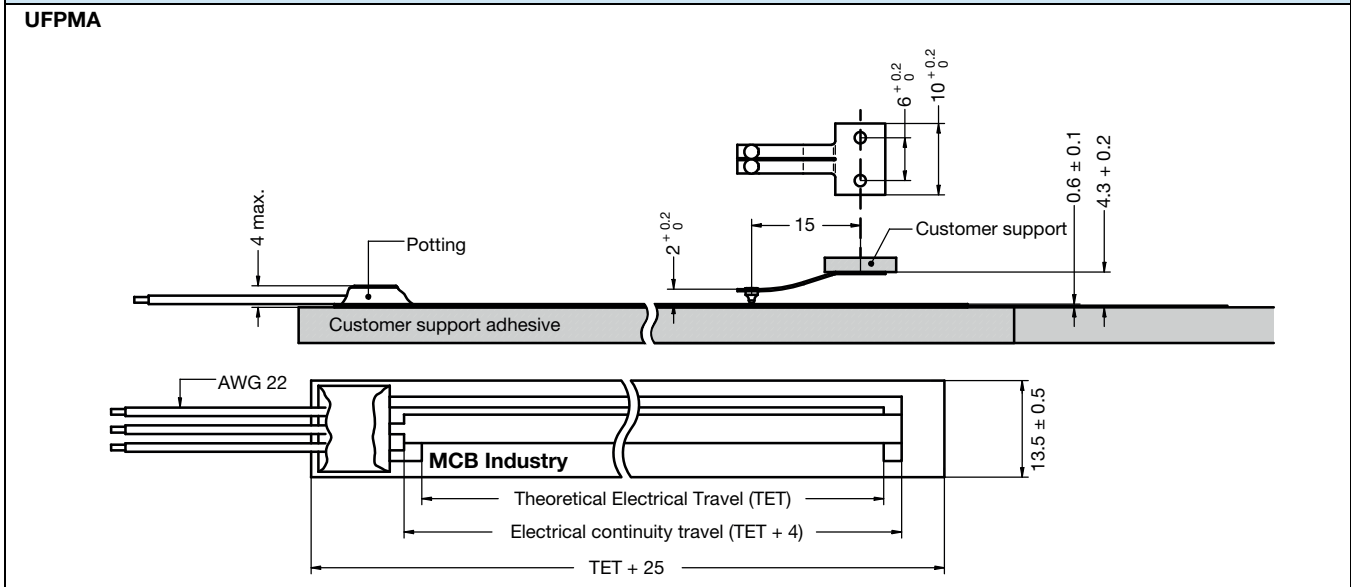 UFPMA
6 +0.2 0
10 +0.2 0
4 max.
Potting
2 +0.2 0
15
Customer support
0.6 ± 0.1
4.3 + 0.2
Customer support adhesive
AWG 22
MCB Industry
13.5 ± 0.5
Theoretical Electrical Travel (TET)
Electrical continuity travel (TET + 4)
TET + 25